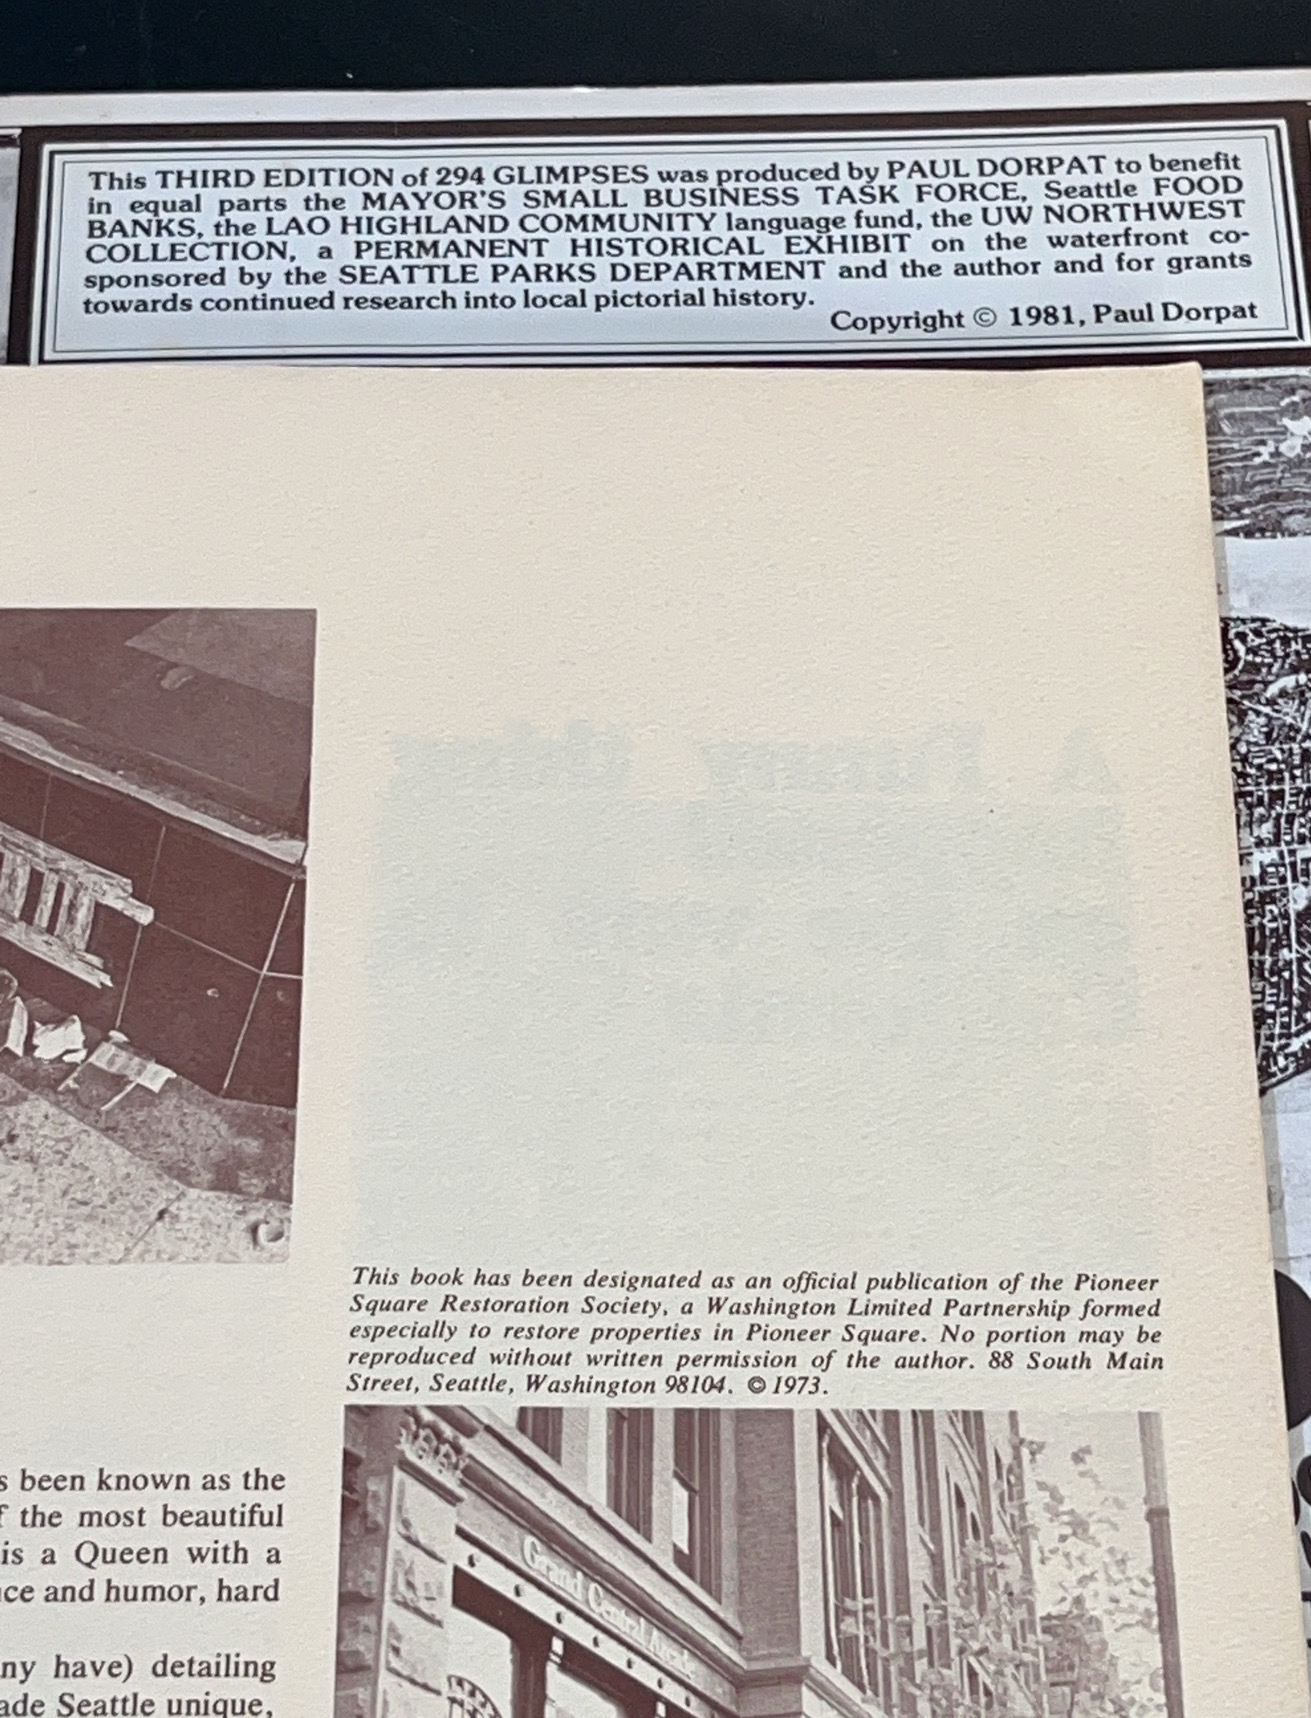 This THIRD EDITION of 294 GLIMPSES was produced by PAUL DORPAT to benefit
in equal parts the MAYOR'S SMALL BUSINESS TASK FORCE, Seattle FOOD
BANKS, the LAO HIGHLAND COMMUNITY language fund, the UW NORTHWEST
COLLECTION, a PERMANENT HISTORICAL EXHIBIT on the waterfront co-
sponsored by the SEATTLE PARKS DEPARTMENT and the author and for grants
towards continued research into local pictorial history.
Copyright © 1981, Paul Dorpat
This book has been designated as an official publication of the Pioneer
Square Restoration Society, a Washington Limited Partnership formed
especially to restore properties in Pioneer Square. No portion may be
reproduced without written permission of the author. 88 South Main
Street, Seattle, Washington 98104. © 1973.
s been known as the
f the most beautiful
is a Queen with a
ce and humor, hard
ny have) detailing
ade Seattle unique,
Grand Central Arcade